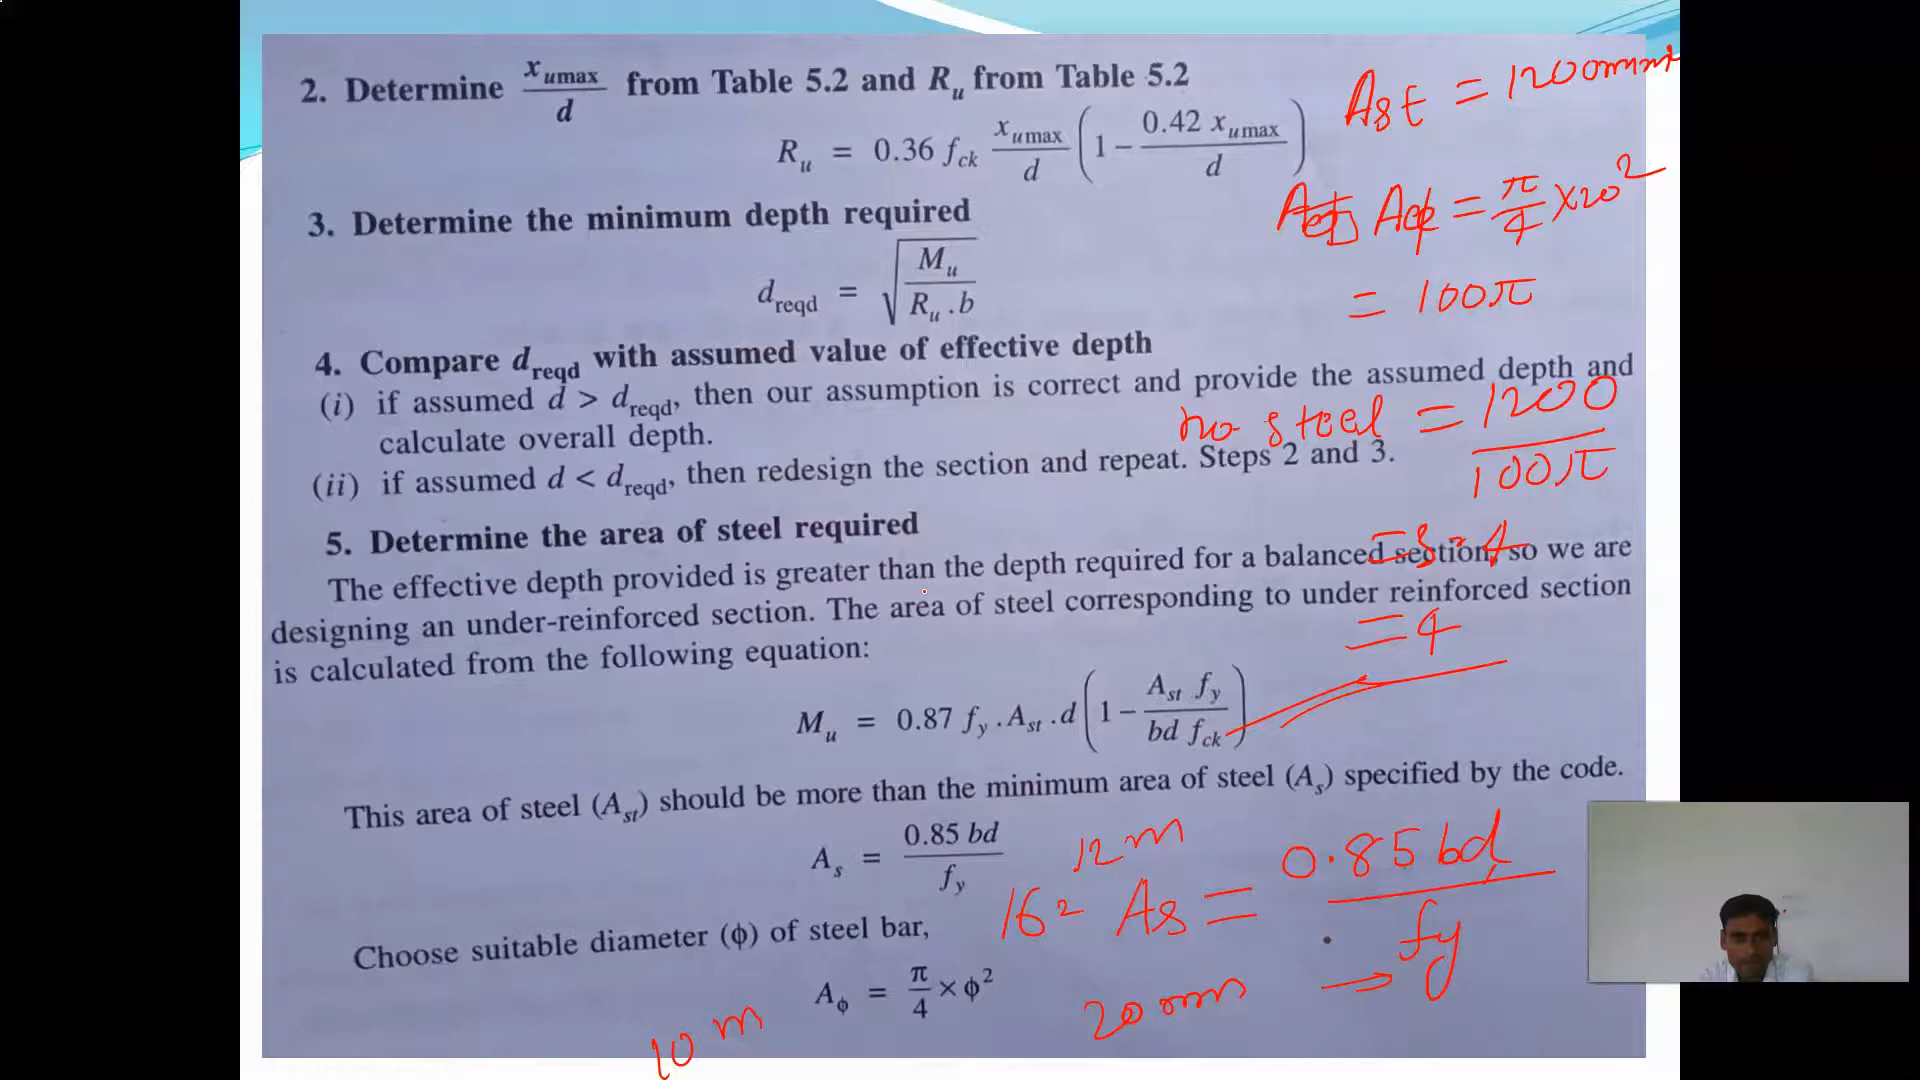 2. Determine x_umax / d from Table 5.2 and R_u from Table 5.2
R_u = 0.36 f_ck x_umax / d (1 − 0.42 x_umax / d)
3. Determine the minimum depth required
d_reqd = √(M_u / R_u . b)
4. Compare d_reqd with assumed value of effective depth
(i) if assumed d > d_reqd, then our assumption is correct and provide the assumed depth and
calculate overall depth.
(ii) if assumed d < d_reqd, then redesign the section and repeat. Steps 2 and 3.
5. Determine the area of steel required
The effective depth provided is greater than the depth required for a balanced section, so we are
designing an under-reinforced section. The area of steel corresponding to under reinforced section
is calculated from the following equation:
M_u = 0.87 f_y . A_st . d (1 − A_st f_y / bd f_ck)
This area of steel (A_st) should be more than the minimum area of steel (A_s) specified by the code.
A_s = 0.85 bd / f_y
Choose suitable diameter (ϕ) of steel bar,
A_ϕ = π/4 × ϕ²
Ast = 1200
Aϕ = π/4 × 20²
= 100π
no steel = 1200 / 100π
= 4
12 m
16 As = 0.85 bd / fy
20 mm →
10 m